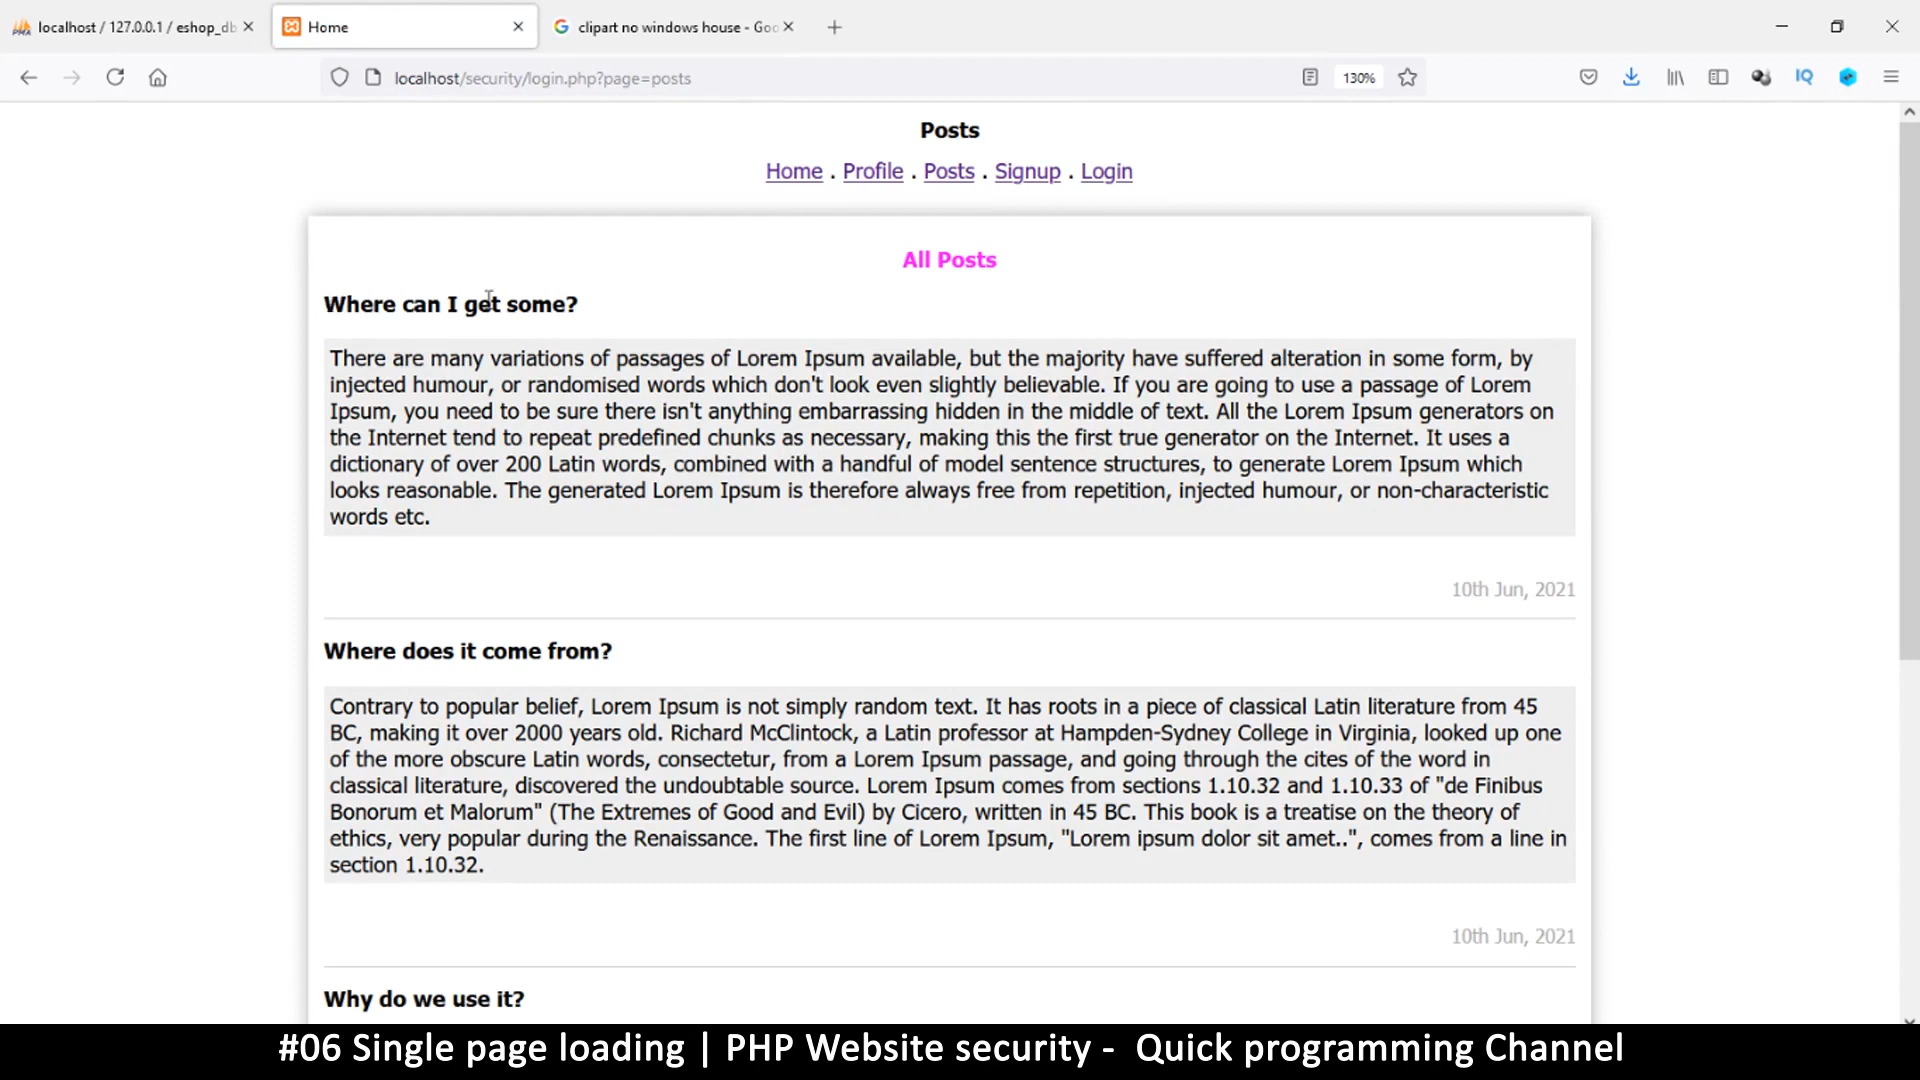 localhost / 127.0.0.1 / eshop_db
Home
clipart no windows house - Goo
localhost/security/login.php?page=posts
130%
IQ
Posts
Home . Profile . Posts . Signup . Login
All Posts
Where can I get some?
There are many variations of passages of Lorem Ipsum available, but the majority have suffered alteration in some form, by
injected humour, or randomised words which don't look even slightly believable. If you are going to use a passage of Lorem
Ipsum, you need to be sure there isn't anything embarrassing hidden in the middle of text. All the Lorem Ipsum generators on
the Internet tend to repeat predefined chunks as necessary, making this the first true generator on the Internet. It uses a
dictionary of over 200 Latin words, combined with a handful of model sentence structures, to generate Lorem Ipsum which
looks reasonable. The generated Lorem Ipsum is therefore always free from repetition, injected humour, or non-characteristic
words etc.
10th Jun, 2021
Where does it come from?
Contrary to popular belief, Lorem Ipsum is not simply random text. It has roots in a piece of classical Latin literature from 45
BC, making it over 2000 years old. Richard McClintock, a Latin professor at Hampden-Sydney College in Virginia, looked up one
of the more obscure Latin words, consectetur, from a Lorem Ipsum passage, and going through the cites of the word in
classical literature, discovered the undoubtable source. Lorem Ipsum comes from sections 1.10.32 and 1.10.33 of "de Finibus
Bonorum et Malorum" (The Extremes of Good and Evil) by Cicero, written in 45 BC. This book is a treatise on the theory of
ethics, very popular during the Renaissance. The first line of Lorem Ipsum, "Lorem ipsum dolor sit amet..", comes from a line in
section 1.10.32.
10th Jun, 2021
Why do we use it?
#06 Single page loading | PHP Website security - Quick programming Channel